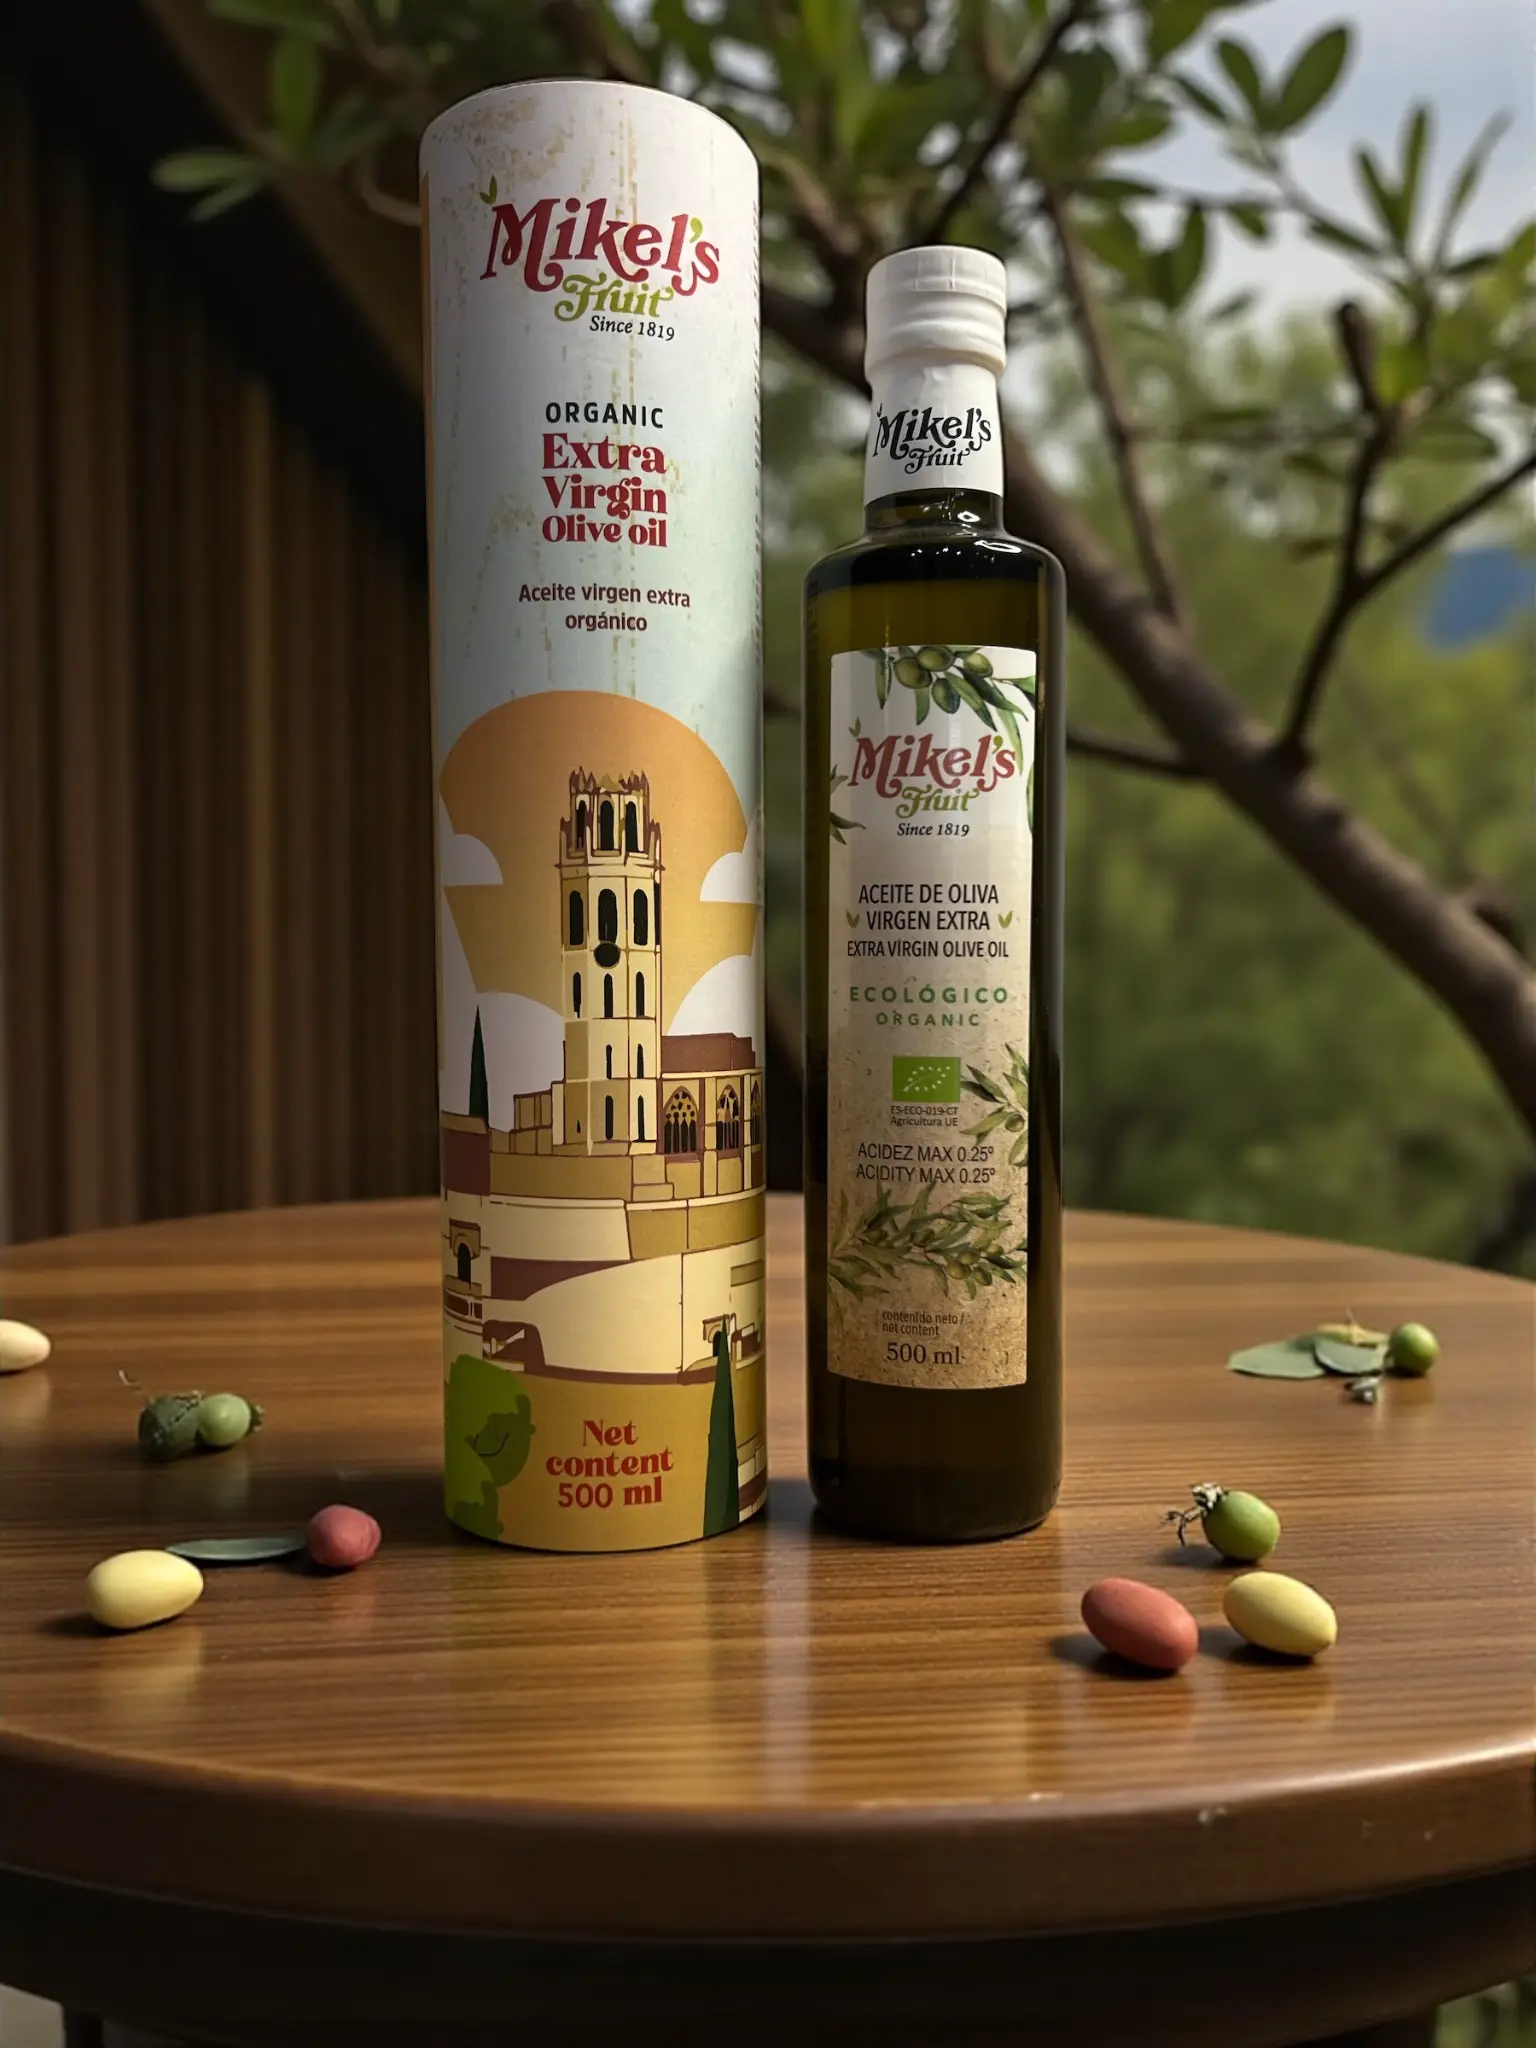 Mikel's
Fruit
Since 1819
ORGANIC
Extra
Virgin
Olive oil
Aceite virgen extra
orgánico
Net
content
500 ml
Mikel's
Fruit
Mikel's
Fruit
Since 1819
ACEITE DE OLIVA
VIRGEN EXTRA
EXTRA VIRGIN OLIVE OIL
ECOLÓGICO
ORGANIC
ES-ECO-019-CT
Agricultura UE
ACIDEZ MAX 0.25º
ACIDITY MAX 0.25º
contenido neto /
net content
500 ml